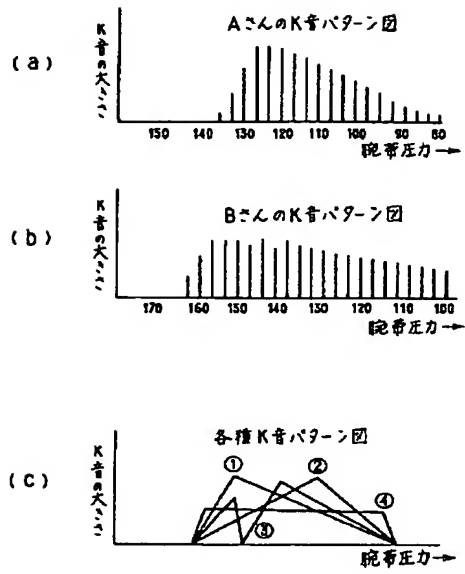 (a)
AさんのK音パターン図
K音の大きさ
150 140 130 120 110 100 90 80
腕帯圧力→
(b)
BさんのK音パターン図
K音の大きさ
170 160 150 140 130 120 110 100
腕帯圧力→
(c)
各種K音パターン図
K音の大きさ
① ② ③ ④
腕帯圧力→